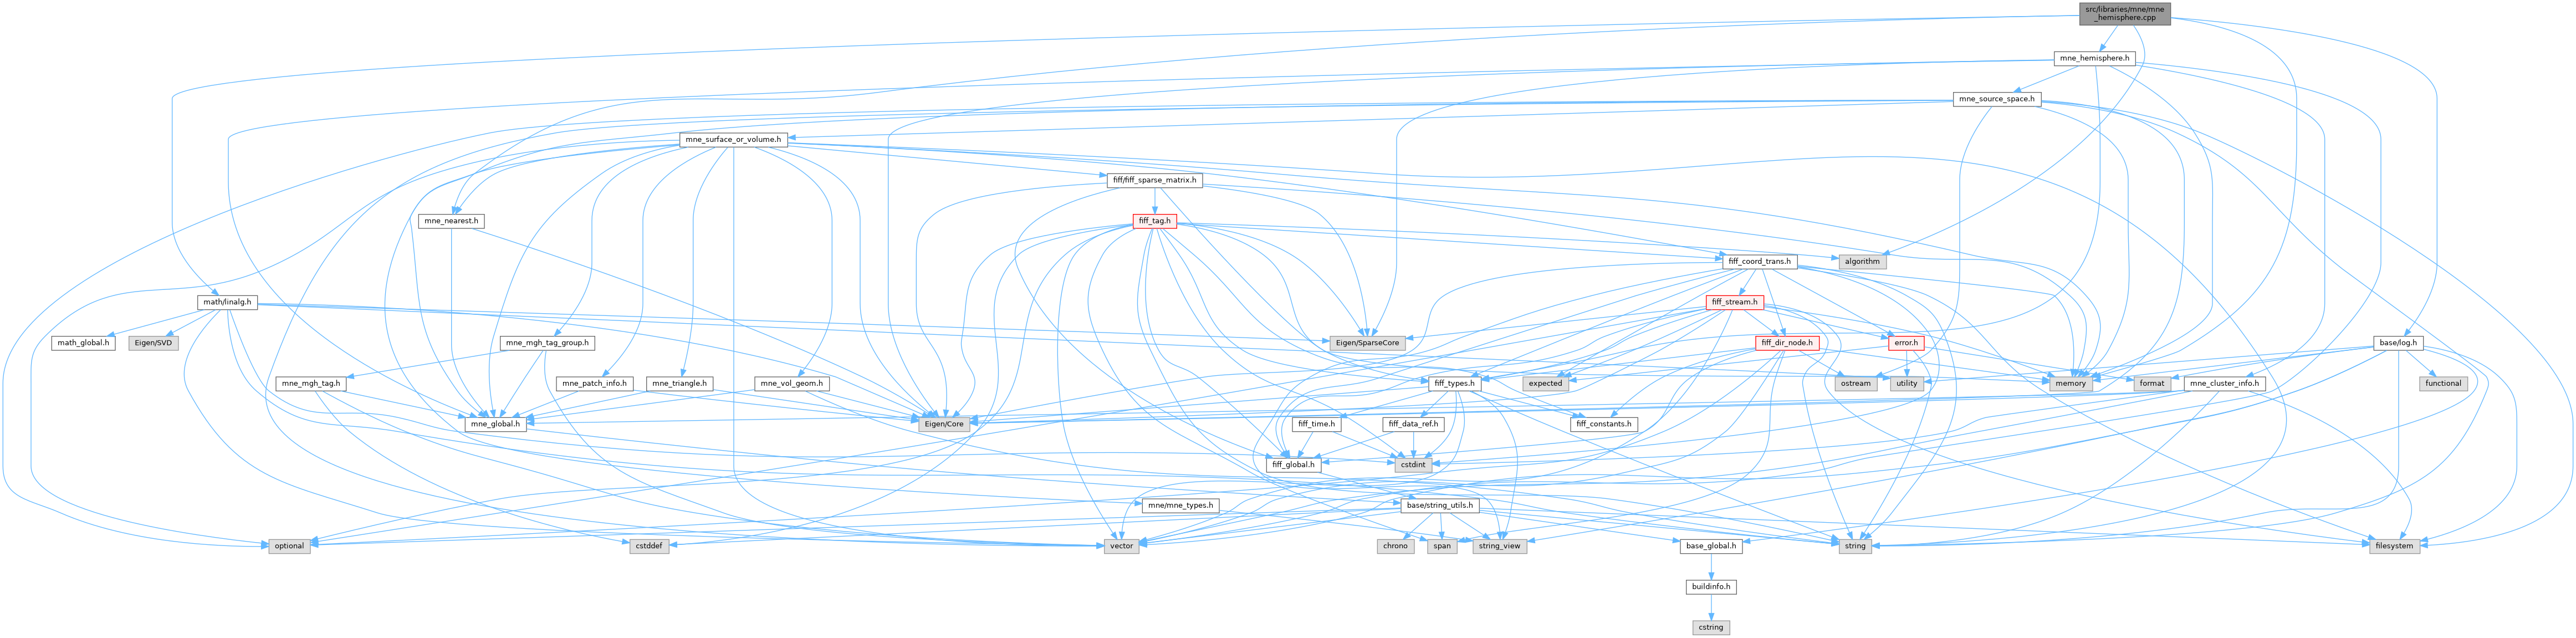 src/libraries/mne/mne
_hemisphere.cpp
mne_hemisphere.h
mne_source_space.h
mne_surface_or_volume.h
fiff/fiff_sparse_matrix.h
mne_nearest.h
fiff_tag.h
fiff_coord_trans.h
algorithm
math/linalg.h
fiff_stream.h
math_global.h
Eigen/SVD
mne_mgh_tag_group.h
Eigen/SparseCore
fiff_dir_node.h
error.h
base/log.h
mne_mgh_tag.h
mne_patch_info.h
mne_triangle.h
mne_vol_geom.h
fiff_types.h
expected
ostream
utility
memory
format
mne_cluster_info.h
functional
mne_global.h
Eigen/Core
fiff_time.h
fiff_data_ref.h
fiff_constants.h
fiff_global.h
cstdint
mne/mne_types.h
base/string_utils.h
optional
cstddef
vector
chrono
span
string_view
base_global.h
string
filesystem
buildinfo.h
cstring